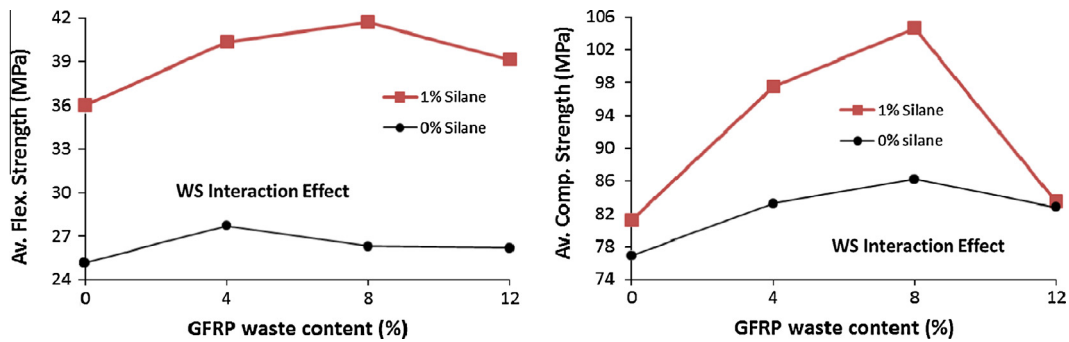 Av. Flex. Strength (MPa)
42
39
36
33
30
27
24
1% Silane
0% Silane
WS Interaction Effect
0 4 8 12
GFRP waste content (%)
Av. Comp. Strength (MPa)
106
102
98
94
90
86
82
78
74
1% Silane
0% silane
WS Interaction Effect
0 4 8 12
GFRP waste content (%)